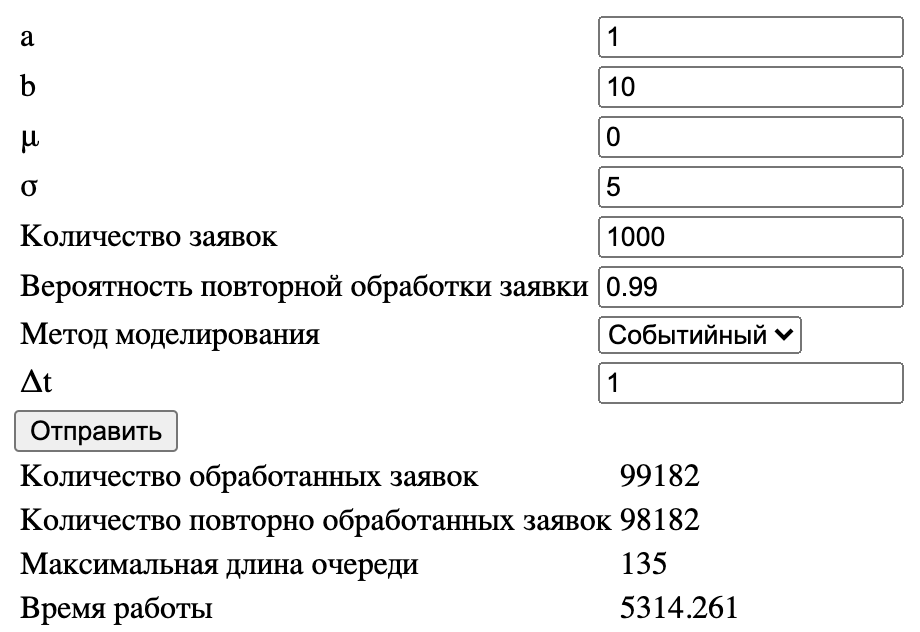 a 1
b 10
μ 0
σ 5
Количество заявок 1000
Вероятность повторной обработки заявки 0.99
Метод моделирования Событийный
Δt 1
Отправить
Количество обработанных заявок 99182
Количество повторно обработанных заявок 98182
Максимальная длина очереди 135
Время работы 5314.261